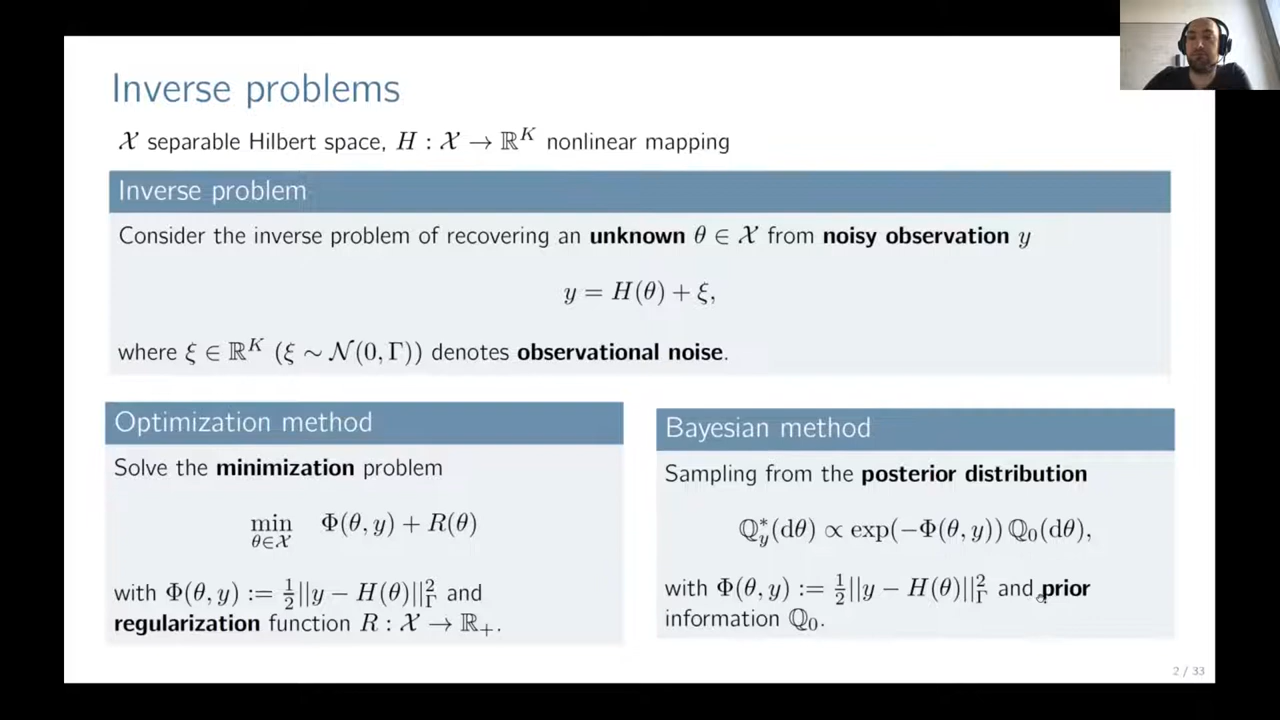 Inverse problems
𝒳 separable Hilbert space, H : 𝒳 → ℝ^K nonlinear mapping
Inverse problem
Consider the inverse problem of recovering an unknown θ ∈ 𝒳 from noisy observation y
y = H(θ) + ξ,
where ξ ∈ ℝ^K (ξ ∼ 𝒩(0, Γ)) denotes observational noise.
Optimization method
Solve the minimization problem
min_{θ∈𝒳} Φ(θ, y) + R(θ)
with Φ(θ, y) := ½||y − H(θ)||²_Γ and
regularization function R : 𝒳 → ℝ₊.
Bayesian method
Sampling from the posterior distribution
ℚ*_y(dθ) ∝ exp(−Φ(θ, y)) ℚ₀(dθ),
with Φ(θ, y) := ½||y − H(θ)||²_Γ and prior
information ℚ₀.
2 / 33